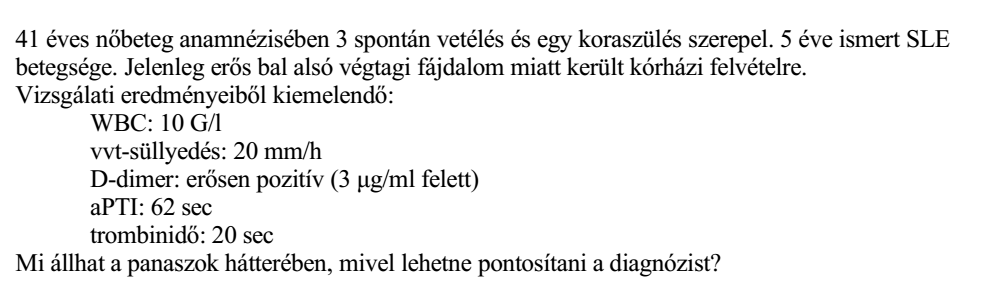 41 éves nőbeteg anamnézisében 3 spontán vetélés és egy koraszülés szerepel. 5 éve ismert SLE
betegsége. Jelenleg erős bal alsó végtagi fájdalom miatt került kórházi felvételre.
Vizsgálati eredményeiből kiemelendő:
WBC: 10 G/l
vvt-süllyedés: 20 mm/h
D-dimer: erősen pozitív (3 μg/ml felett)
aPTI: 62 sec
trombinidő: 20 sec
Mi állhat a panaszok hátterében, mivel lehetne pontosítani a diagnózist?